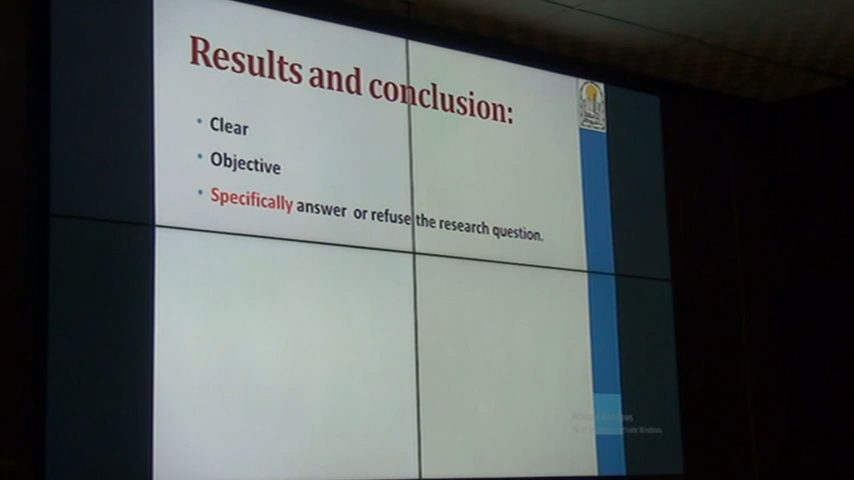 Results and conclusion:
Clear
Objective
Specifically answer or refuse the research question.